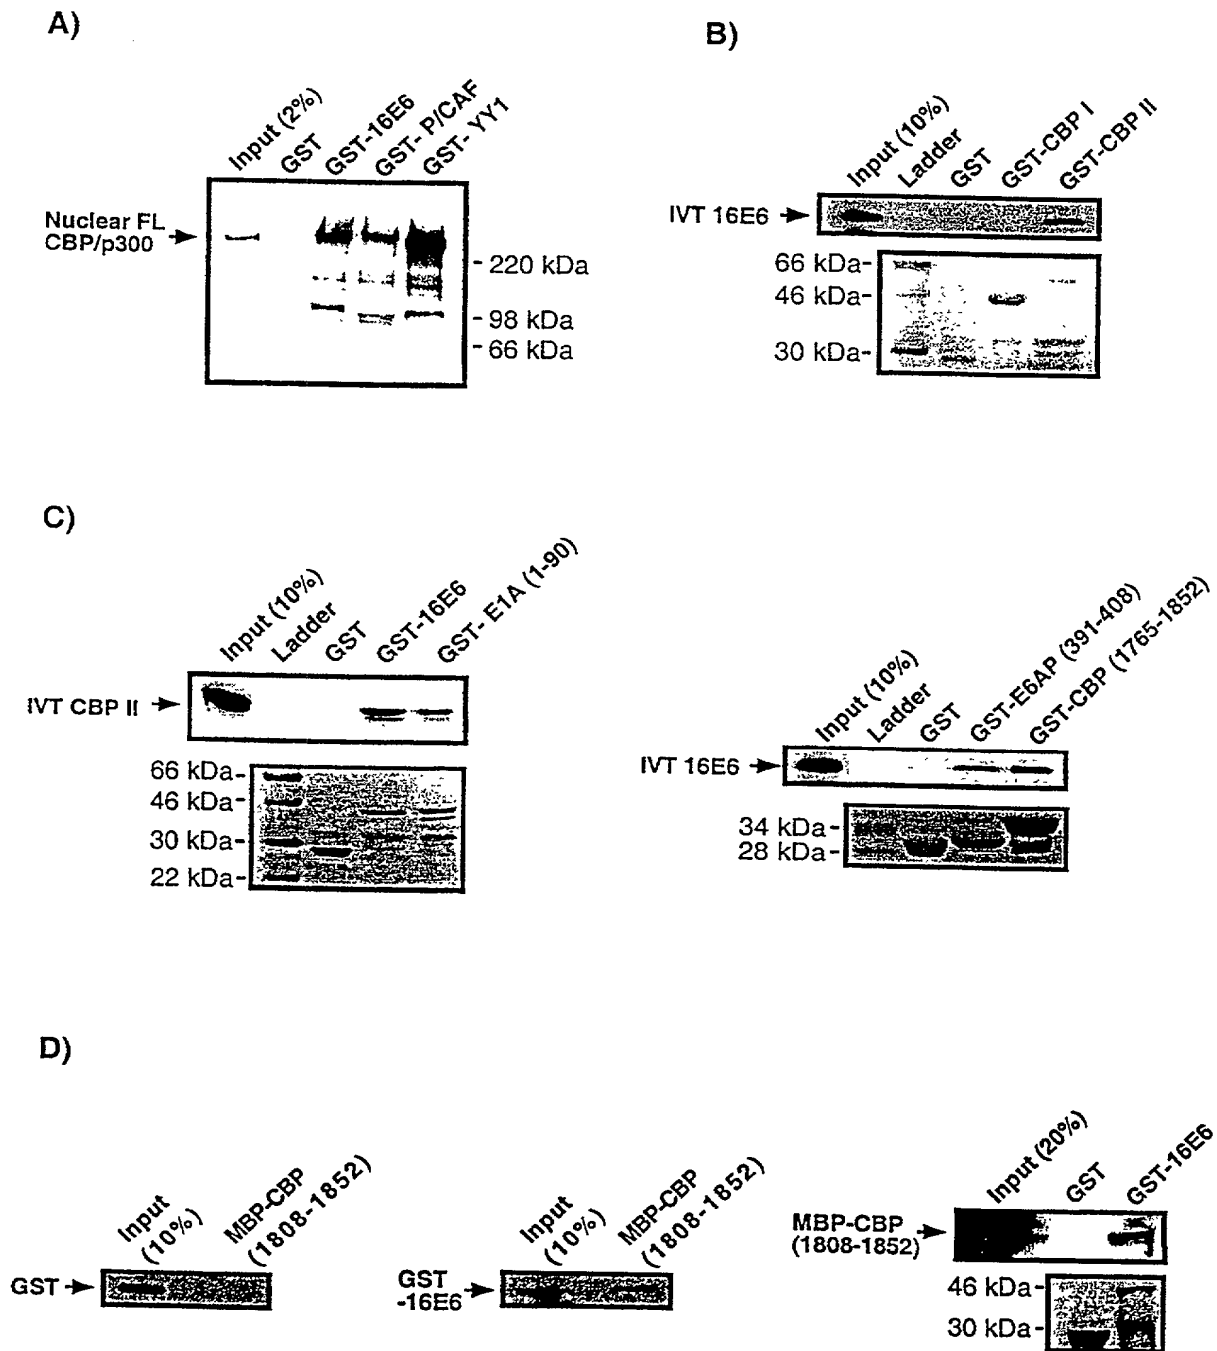 A)
Input (2%)
GST
GST-16E6
GST- P/CAF
GST- YY1
Nuclear FL
CBP/p300
220 kDa
98 kDa
66 kDa
B)
Input (10%)
Ladder
GST
GST-CBP I
GST-CBP II
IVT 16E6
66 kDa
46 kDa
30 kDa
C)
Input (10%)
Ladder
GST
GST-16E6
GST- E1A (1-90)
IVT CBP II
66 kDa
46 kDa
30 kDa
22 kDa
Input (10%)
Ladder
GST
GST-E6AP (391-408)
GST-CBP (1765-1852)
IVT 16E6
34 kDa
28 kDa
D)
Input
(10%)
MBP-CBP
(1808-1852)
GST
Input
(10%)
MBP-CBP
(1808-1852)
GST
-16E6
Input (20%)
GST
GST-16E6
MBP-CBP
(1808-1852)
46 kDa
30 kDa